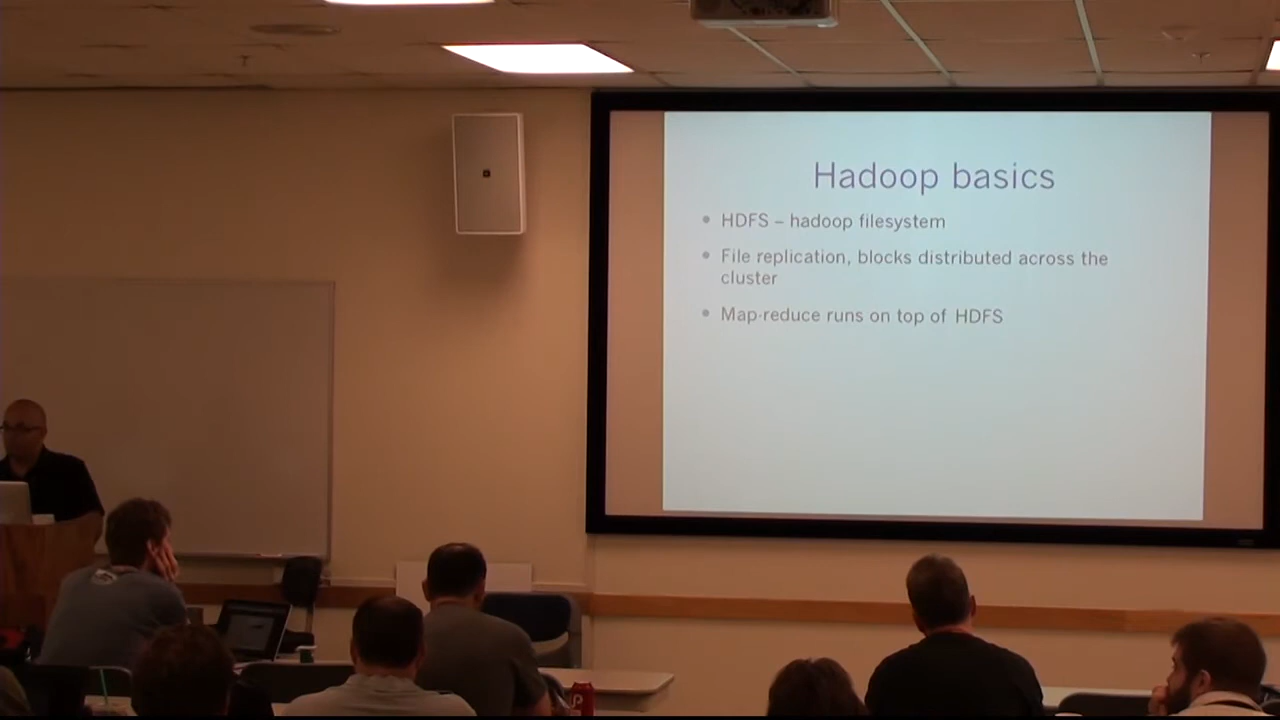 Hadoop basics
• HDFS – hadoop filesystem
• File replication, blocks distributed across the
cluster
• Map-reduce runs on top of HDFS